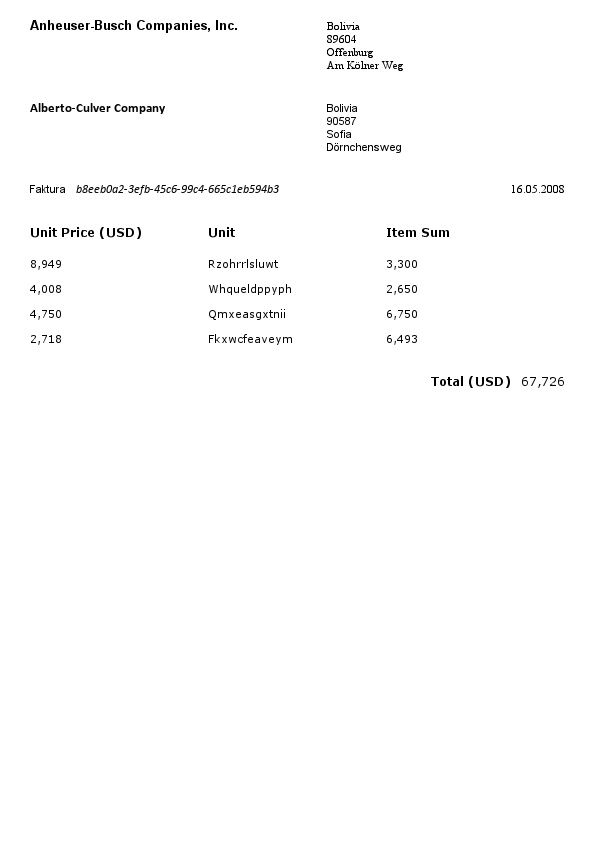 Anheuser-Busch Companies, Inc.
Bolivia
89604
Offenburg
Am Kölner Weg
Alberto-Culver Company
Bolivia
90587
Sofia
Dörnchensweg
Faktura b8eeb0a2-3efb-45c6-99c4-665c1eb594b3 16.05.2008
Unit Price (USD) Unit Item Sum
8,949 Rzohrrlsluwt 3,300
4,008 Whqueldppyph 2,650
4,750 Qmxeasgxtnii 6,750
2,718 Fkxwcfeaveym 6,493
Total (USD) 67,726